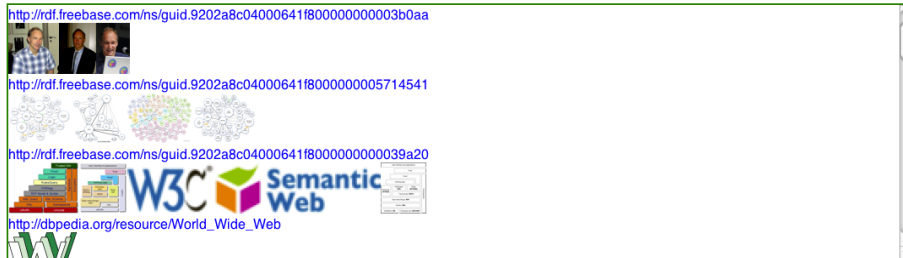 http://rdf.freebase.com/ns/guid.9202a8c04000641f800000000003b0aa
http://rdf.freebase.com/ns/guid.9202a8c04000641f8000000005714541
http://rdf.freebase.com/ns/guid.9202a8c04000641f8000000000039a20
W3C Semantic
Web
http://dbpedia.org/resource/World_Wide_Web
W